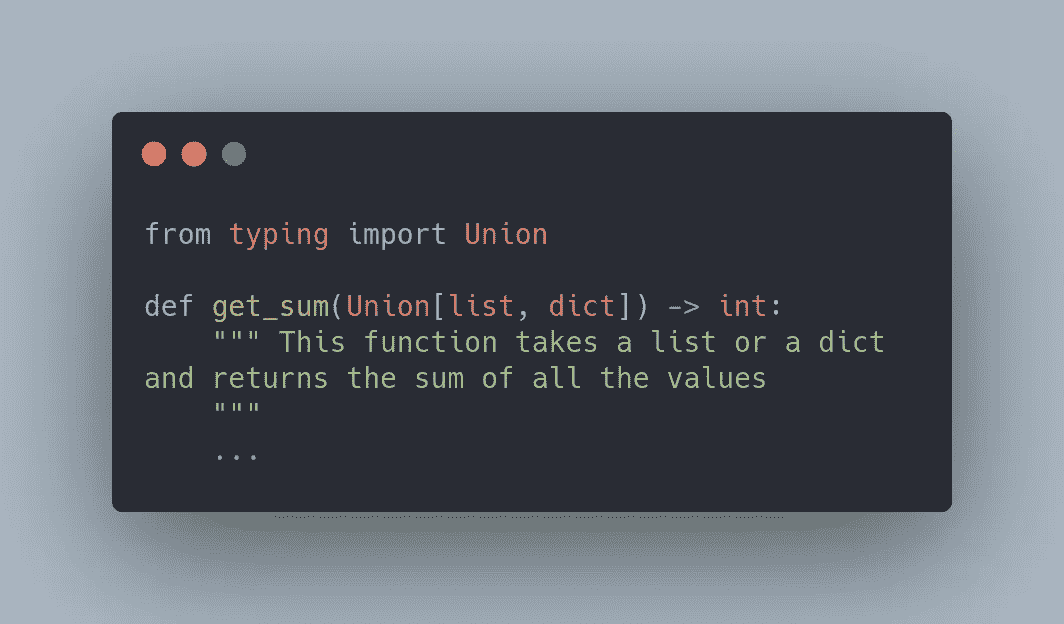 from typing import Union
def get_sum(Union[list, dict]) -> int:
""" This function takes a list or a dict
and returns the sum of all the values
"""
...